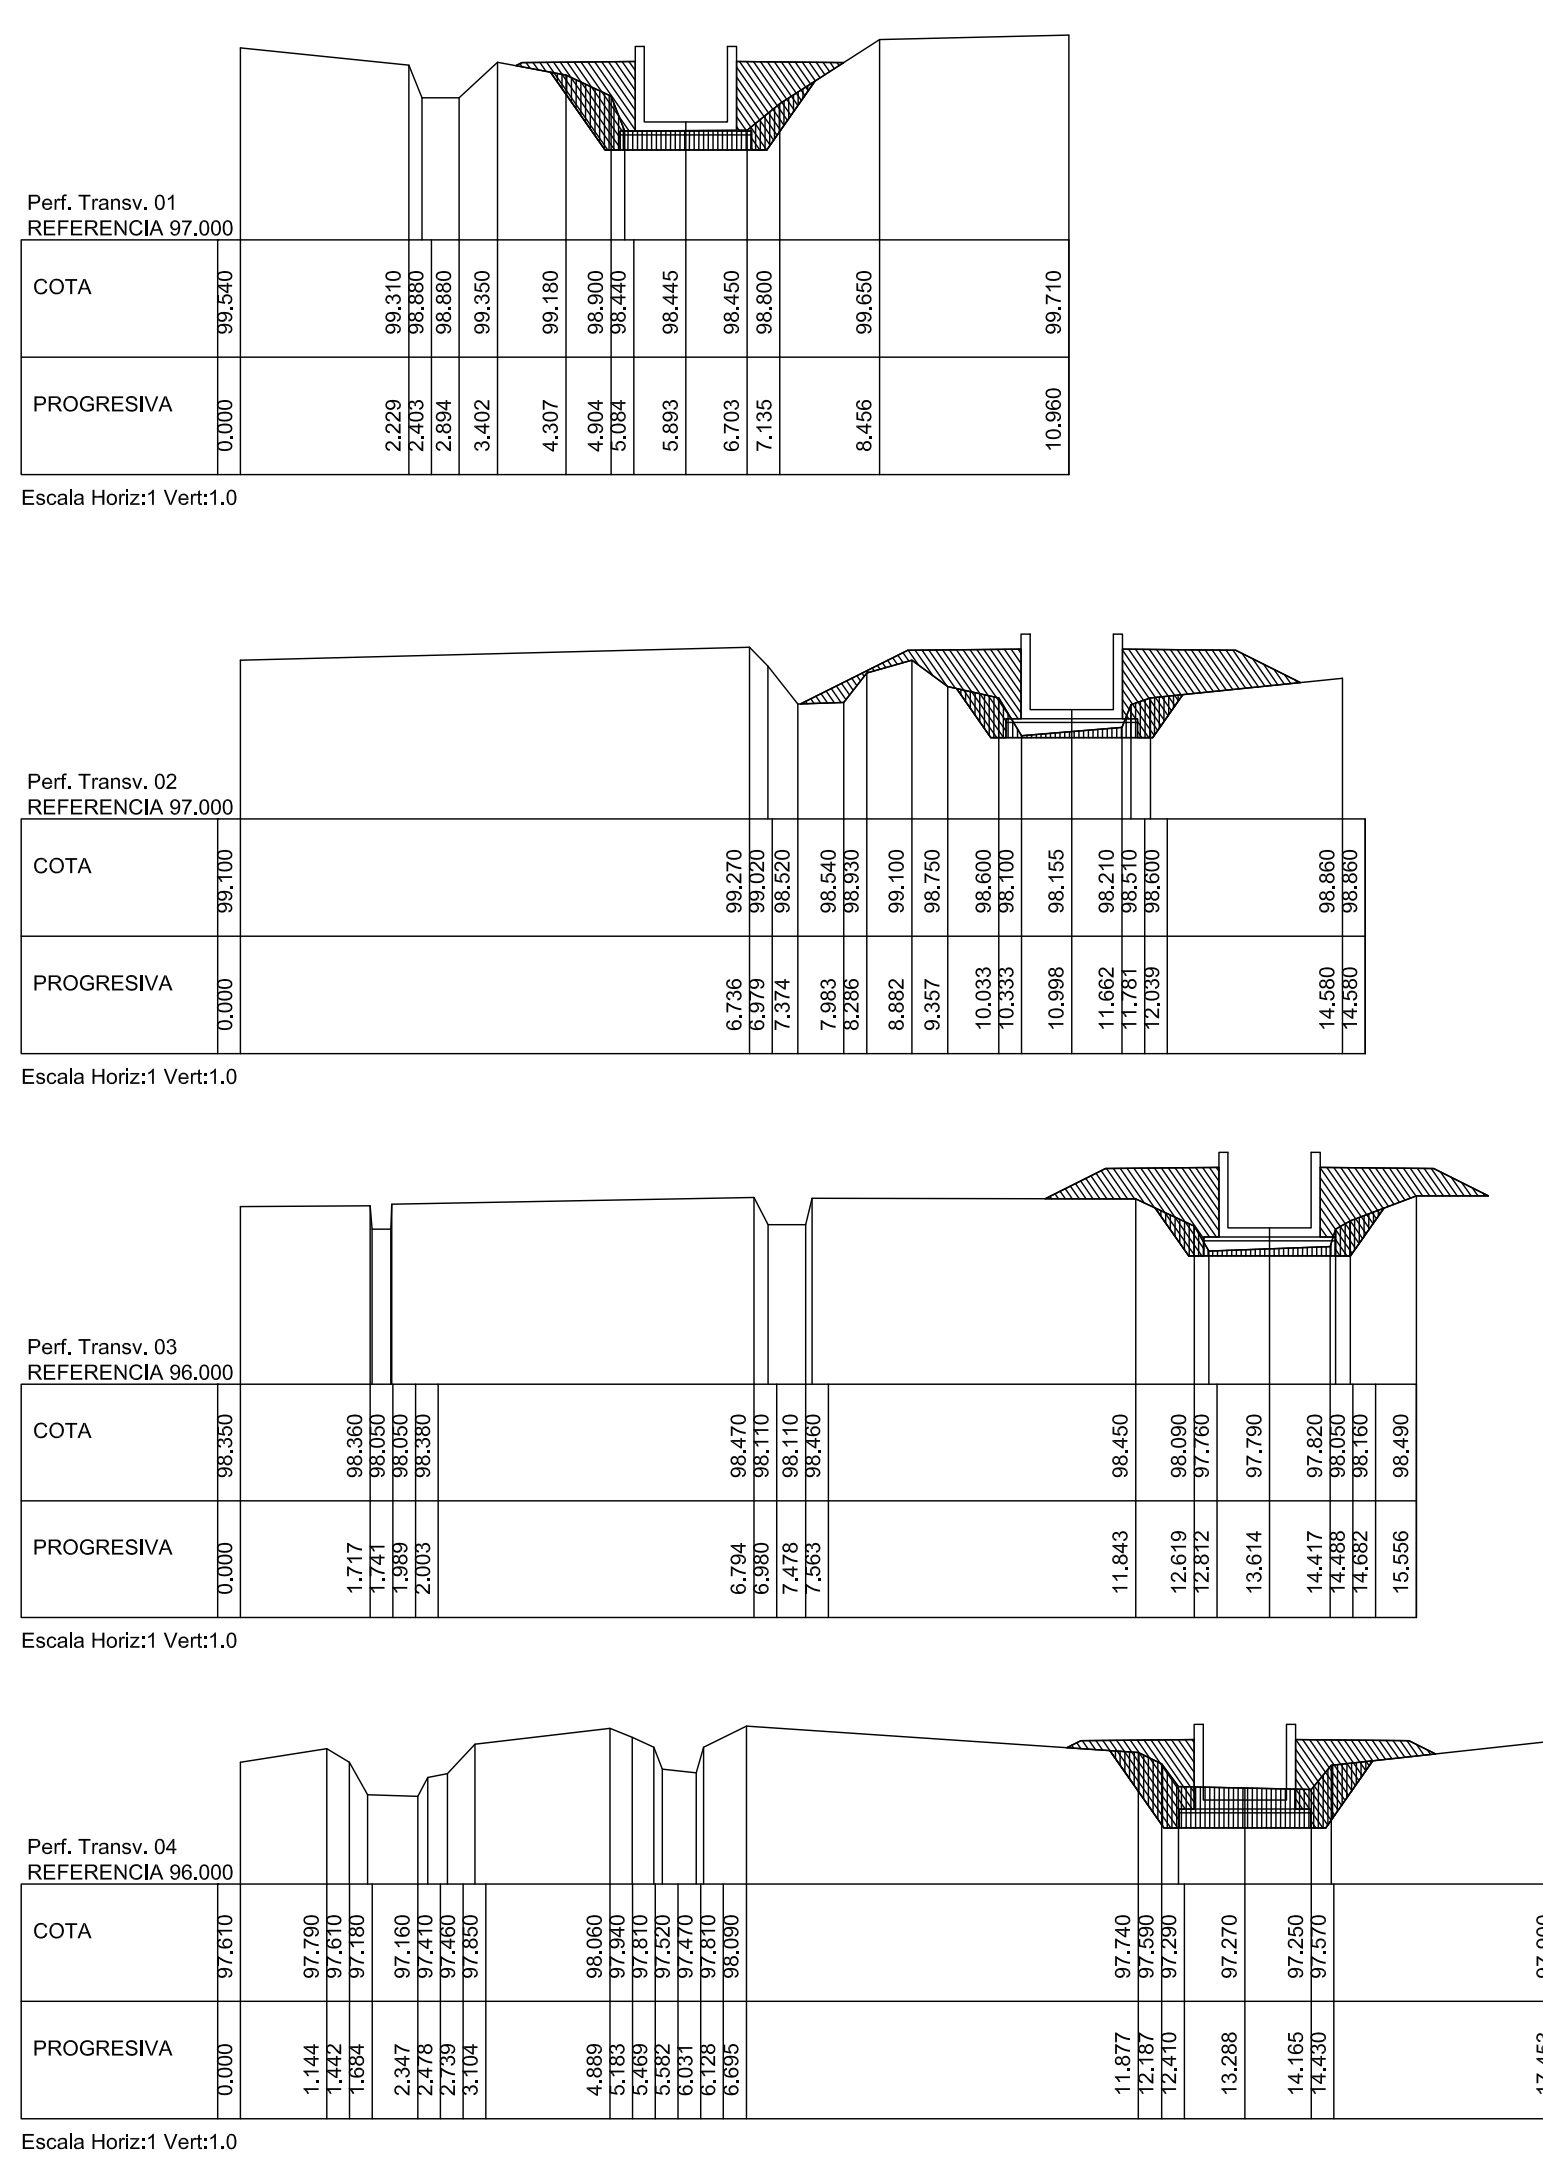 Perf. Transv. 01
REFERENCIA 97.000
COTA 99.540 99.310 98.880 98.880 99.350 99.180 98.900 98.440 98.445 98.450 98.800 99.650 99.710
PROGRESIVA 0.000 2.229 2.403 2.894 3.402 4.307 4.904 5.084 5.893 6.703 7.135 8.456 10.960
Escala Horiz:1 Vert:1.0
Perf. Transv. 02
REFERENCIA 97.000
COTA 99.100 99.270 99.020 98.520 98.540 98.930 99.100 98.750 98.600 98.100 98.155 98.210 98.510 98.600 98.860 98.860
PROGRESIVA 0.000 6.736 6.979 7.374 7.983 8.286 8.882 9.357 10.033 10.333 10.998 11.662 11.781 12.039 14.580 14.580
Escala Horiz:1 Vert:1.0
Perf. Transv. 03
REFERENCIA 96.000
COTA 98.350 98.360 98.050 98.050 98.380 98.470 98.110 98.110 98.460 98.450 98.090 97.760 97.790 97.820 98.050 98.160 98.490
PROGRESIVA 0.000 1.717 1.741 1.989 2.003 6.794 6.980 7.478 7.563 11.843 12.619 12.812 13.614 14.417 14.488 14.682 15.556
Escala Horiz:1 Vert:1.0
Perf. Transv. 04
REFERENCIA 96.000
COTA 97.610 97.790 97.610 97.180 97.160 97.410 97.460 97.850 98.060 97.940 97.810 97.520 97.470 97.810 98.090 97.740 97.590 97.290 97.270 97.250 97.570
PROGRESIVA 0.000 1.144 1.442 1.684 2.347 2.478 2.739 3.104 4.889 5.183 5.469 5.582 6.031 6.128 6.695 11.877 12.187 12.410 13.288 14.165 14.430
Escala Horiz:1 Vert:1.0